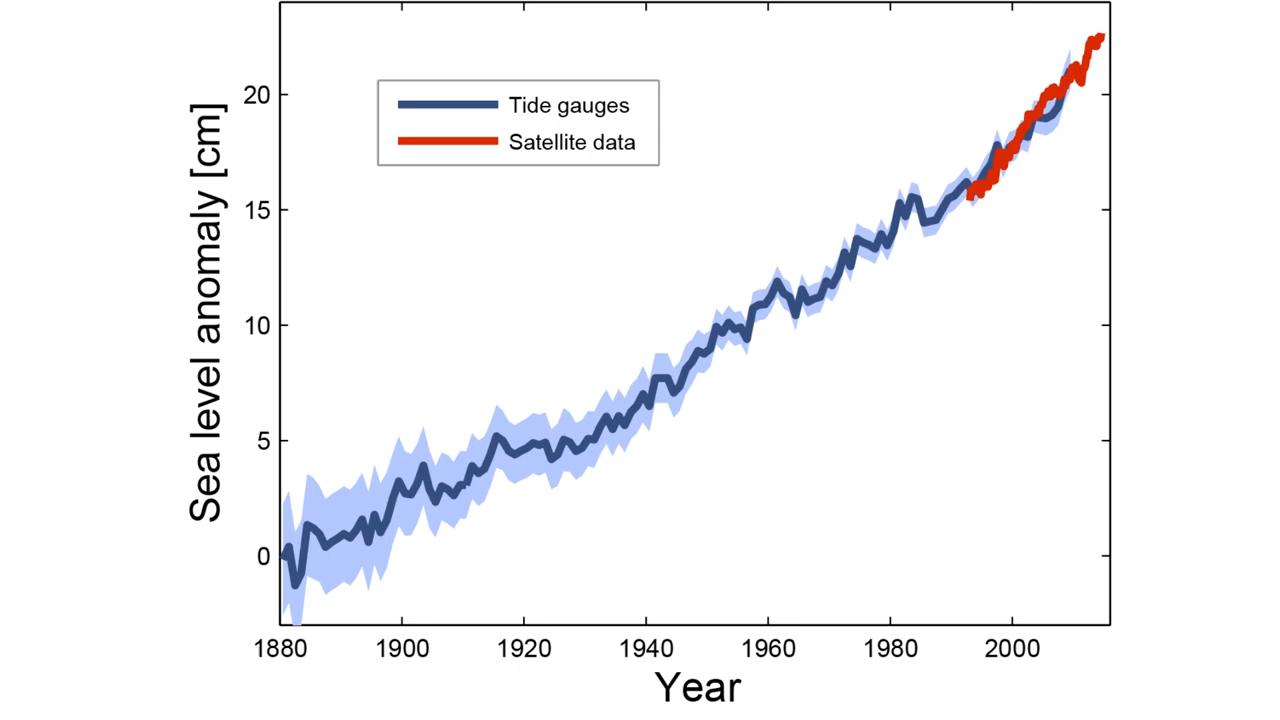 Tide gauges
Satellite data
Sea level anomaly [cm]
20
15
10
5
0
1880 1900 1920 1940 1960 1980 2000
Year